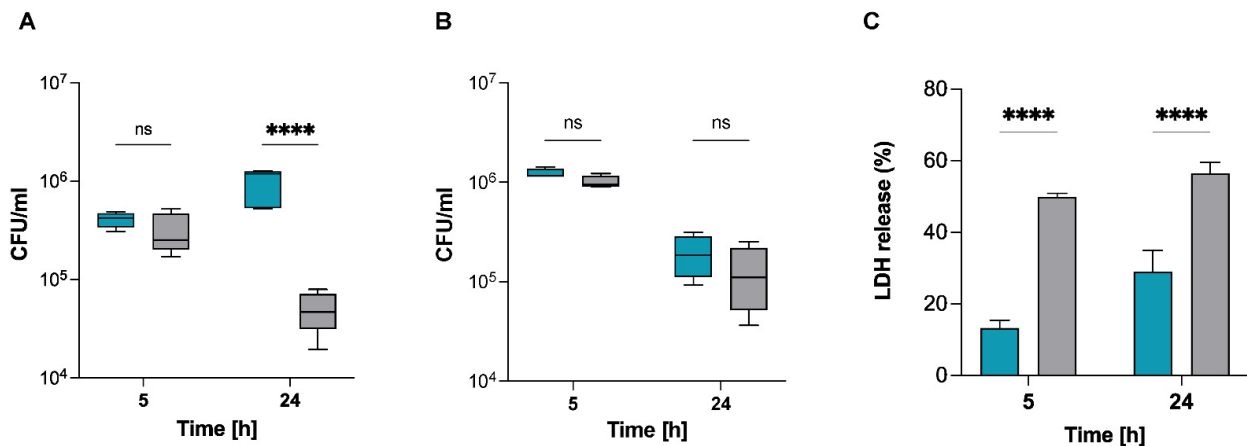 A
CFU/ml
10⁷
10⁶
10⁵
10⁴
ns
****
5
24
Time [h]
B
CFU/ml
10⁷
10⁶
10⁵
10⁴
ns
ns
5
24
Time [h]
C
LDH release (%)
80
60
40
20
0
****
****
5
24
Time [h]